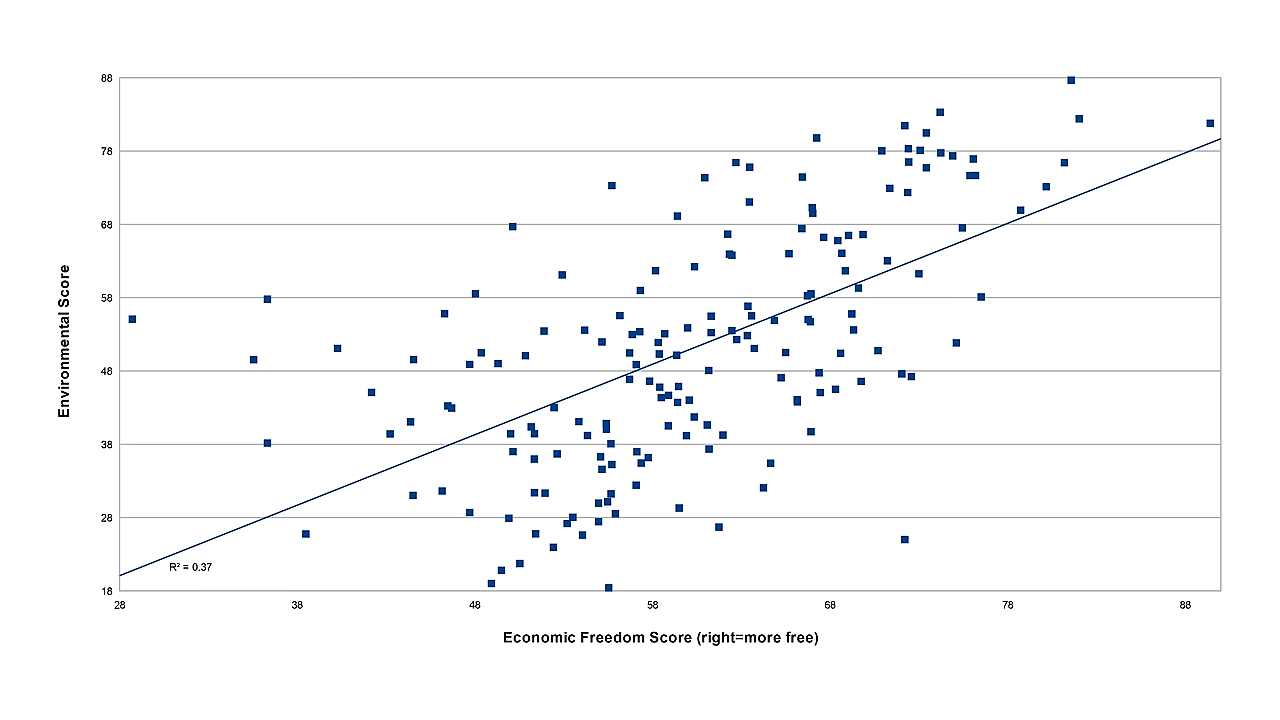 88
78
68
58
48
38
28
18
Environmental Score
R² = 0.37
28 38 48 58 68 78 88
Economic Freedom Score (right=more free)